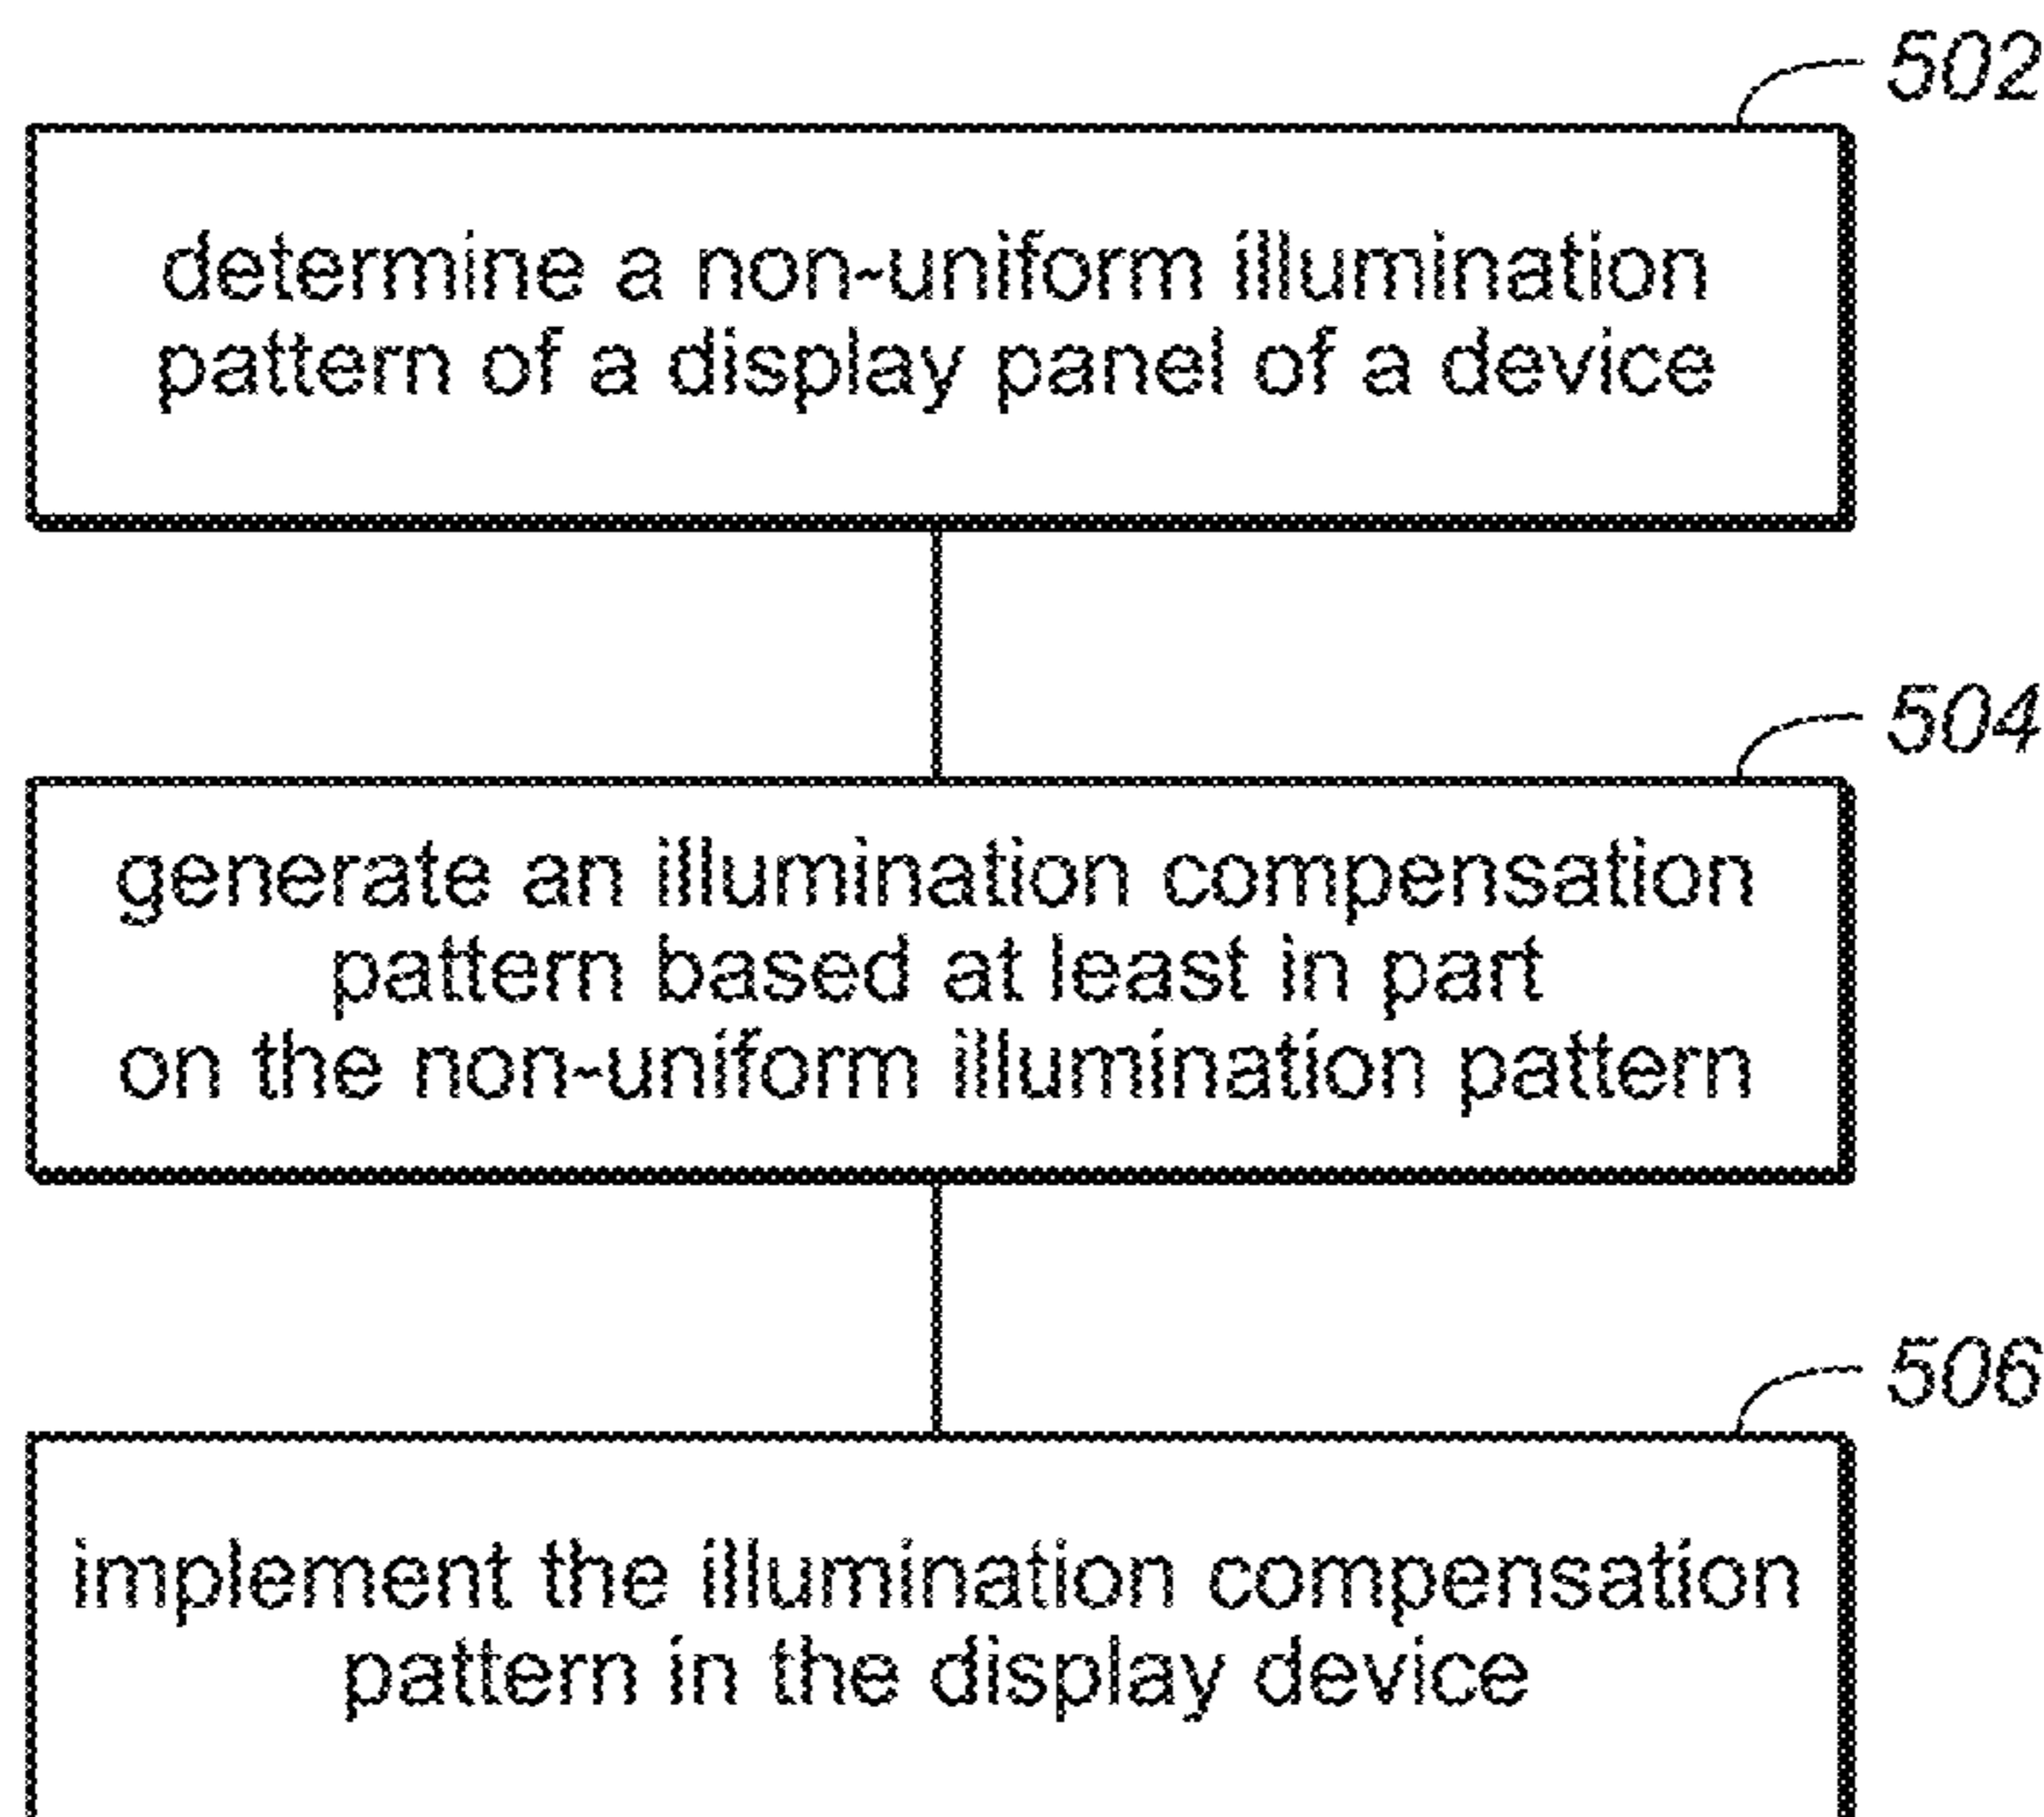 502
determine a non-uniform illumination
pattern of a display panel of a device
504
generate an illumination compensation
pattern based at least in part
on the non-uniform illumination pattern
506
implement the illumination compensation
pattern in the display device